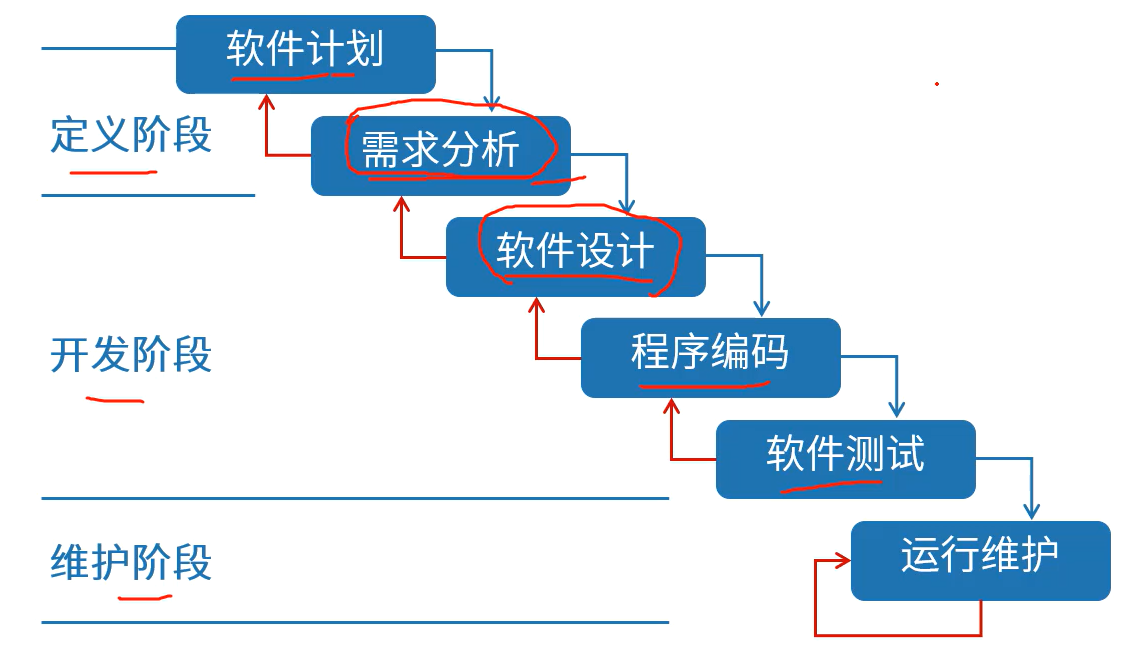 软件计划
定义阶段
需求分析
软件设计
开发阶段
程序编码
软件测试
维护阶段
运行维护